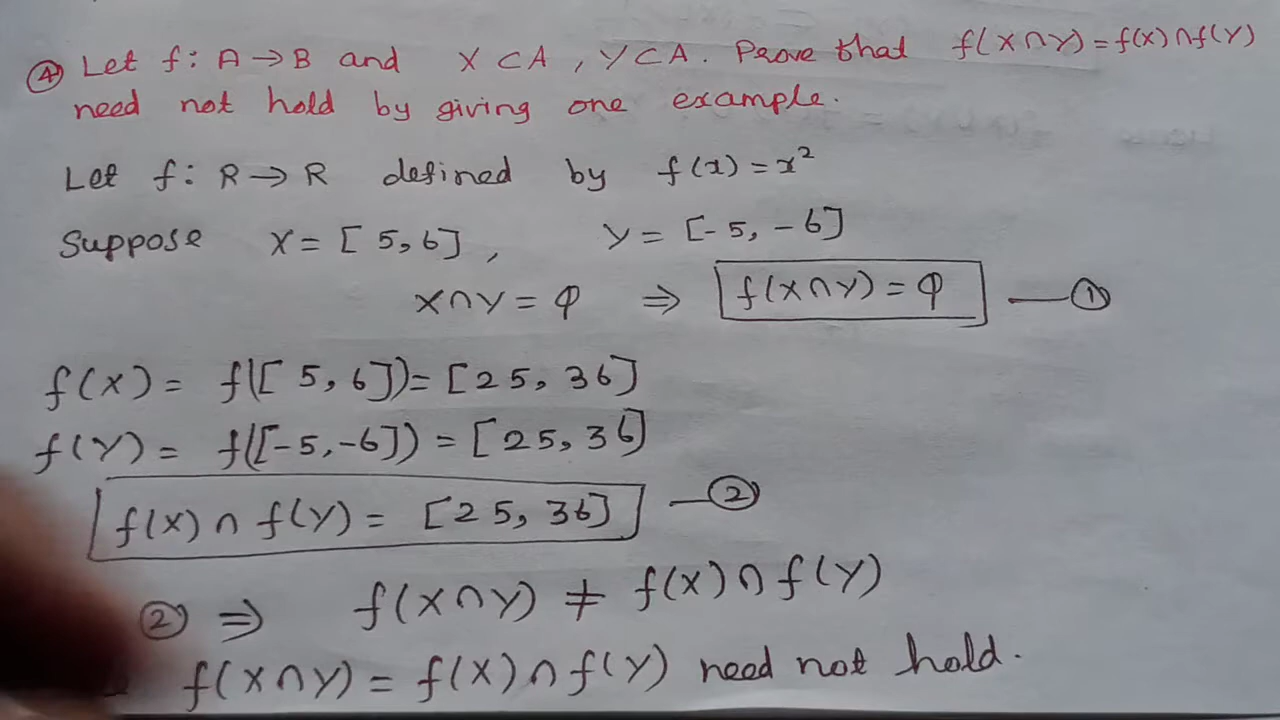 ④ Let f: A → B and X ⊂ A, Y ⊂ A. Prove that f(X∩Y) = f(X)∩f(Y)
need not hold by giving one example.
Let f: R → R defined by f(x) = x²
Suppose X = [5, 6], Y = [-5, -6]
X∩Y = φ ⇒ f(X∩Y) = φ —①
f(X) = f([5, 6]) = [25, 36]
f(Y) = f([-5, -6]) = [25, 36]
f(X) ∩ f(Y) = [25, 36] —②
② ⇒ f(X∩Y) ≠ f(X)∩f(Y)
f(X∩Y) = f(X)∩f(Y) need not hold.